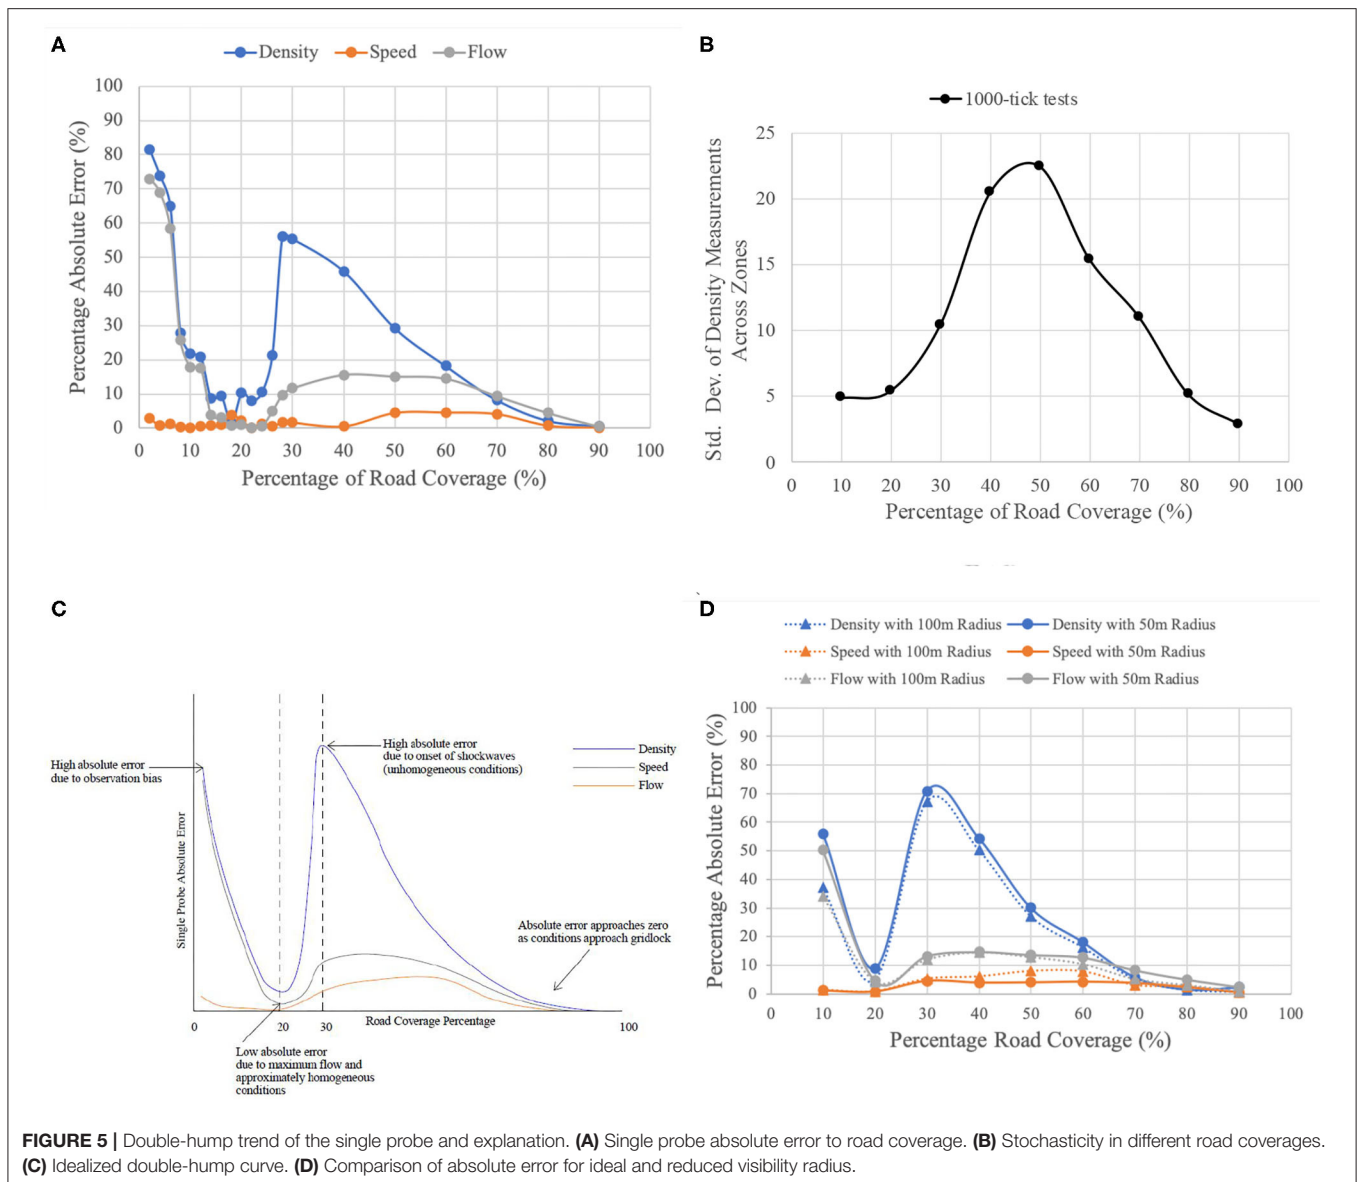 A
Density Speed Flow
Percentage Absolute Error (%)
100
90
80
70
60
50
40
30
20
10
0
0 10 20 30 40 50 60 70 80 90 100
Percentage of Road Coverage (%)
B
1000-tick tests
Std. Dev. of Density Measurements
Across Zones
25
20
15
10
5
0
0 10 20 30 40 50 60 70 80 90 100
Percentage of Road Coverage (%)
C
High absolute error
due to observation bias
High absolute error
due to onset of shockwaves
(unhomogeneous conditions)
Density
Speed
Flow
Single Probe Absolute Error
Absolute error approaches zero
as conditions approach gridlock
0 20 30 100
Road Coverage Percentage
Low absolute error
due to maximum flow and
approximately homogeneous
conditions
D
Density with 100m Radius Density with 50m Radius
Speed with 100m Radius Speed with 50m Radius
Flow with 100m Radius Flow with 50m Radius
Percentage Absolute Error (%)
100
90
80
70
60
50
40
30
20
10
0
0 10 20 30 40 50 60 70 80 90 100
Percentage Road Coverage (%)
FIGURE 5 | Double-hump trend of the single probe and explanation. (A) Single probe absolute error to road coverage. (B) Stochasticity in different road coverages.
(C) Idealized double-hump curve. (D) Comparison of absolute error for ideal and reduced visibility radius.